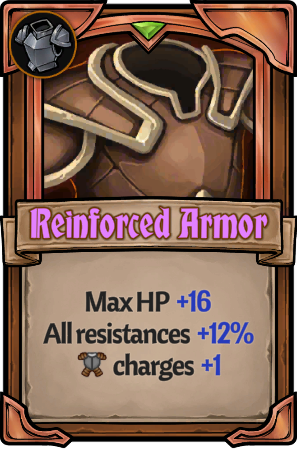 Reinforced Armor
Max HP +16
All resistances +12%
charges +1